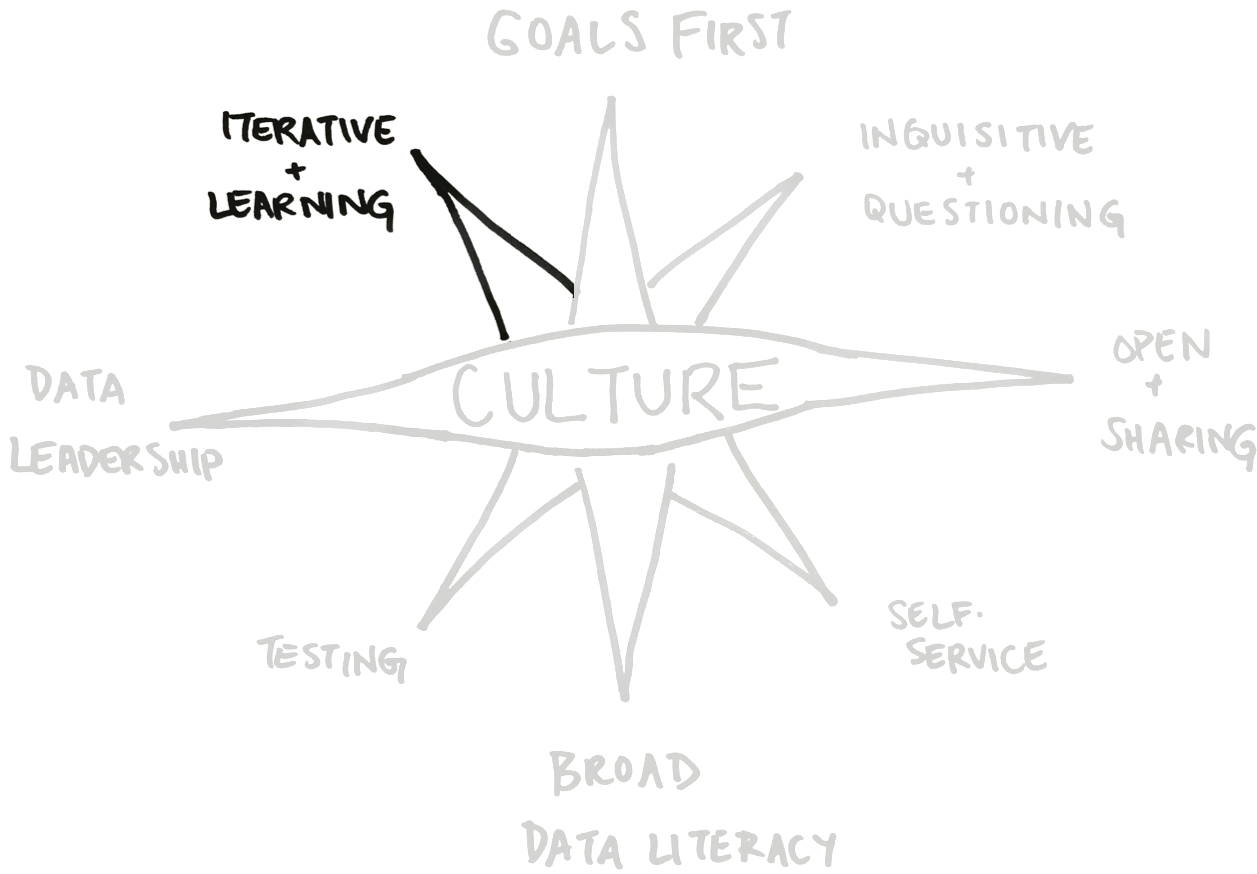 GOALS FIRST
ITERATIVE
+
LEARNING
INQUISITIVE
+
QUESTIONING
DATA
LEADERSHIP
CULTURE
OPEN
+
SHARING
TESTING
SELF-
SERVICE
BROAD
DATA LITERACY